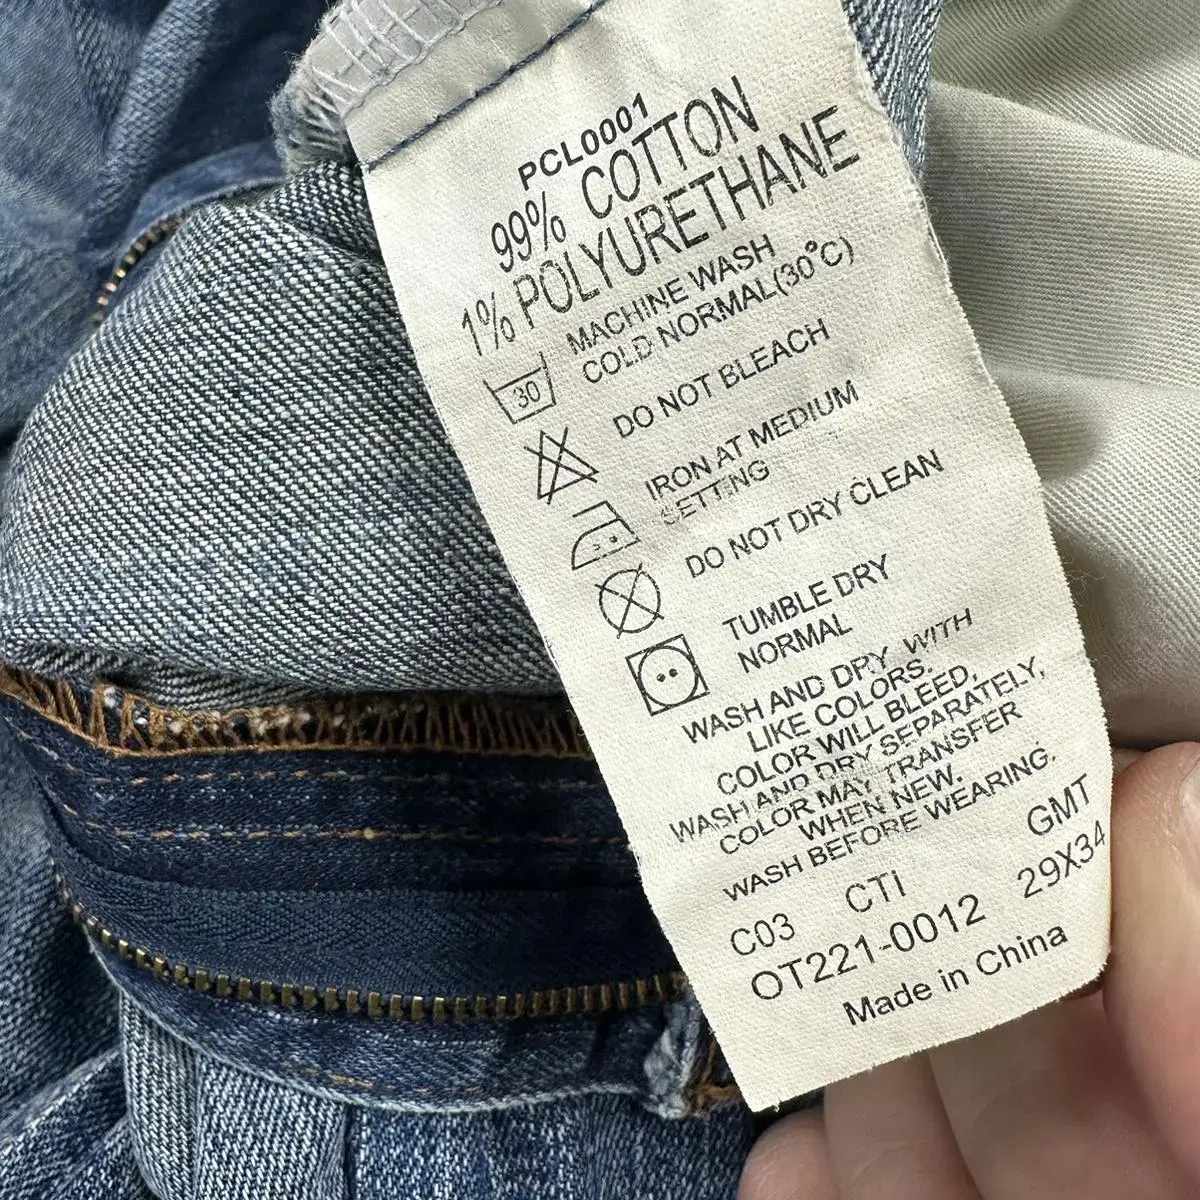 PCL0001
99% COTTON
1% POLYURETHANE
MACHINE WASH
COLD NORMAL(30°C)
30
DO NOT BLEACH
IRON AT MEDIUM
SETTING
DO NOT DRY CLEAN
TUMBLE DRY
NORMAL
WASH AND DRY WITH
LIKE COLORS.
COLOR WILL BLEED,
WASH AND DRY SEPARATELY,
COLOR MAY TRANSFER
WHEN NEW.
WASH BEFORE WEARING.
C03 CTI GMT
OT221-0012 29X34
Made in China